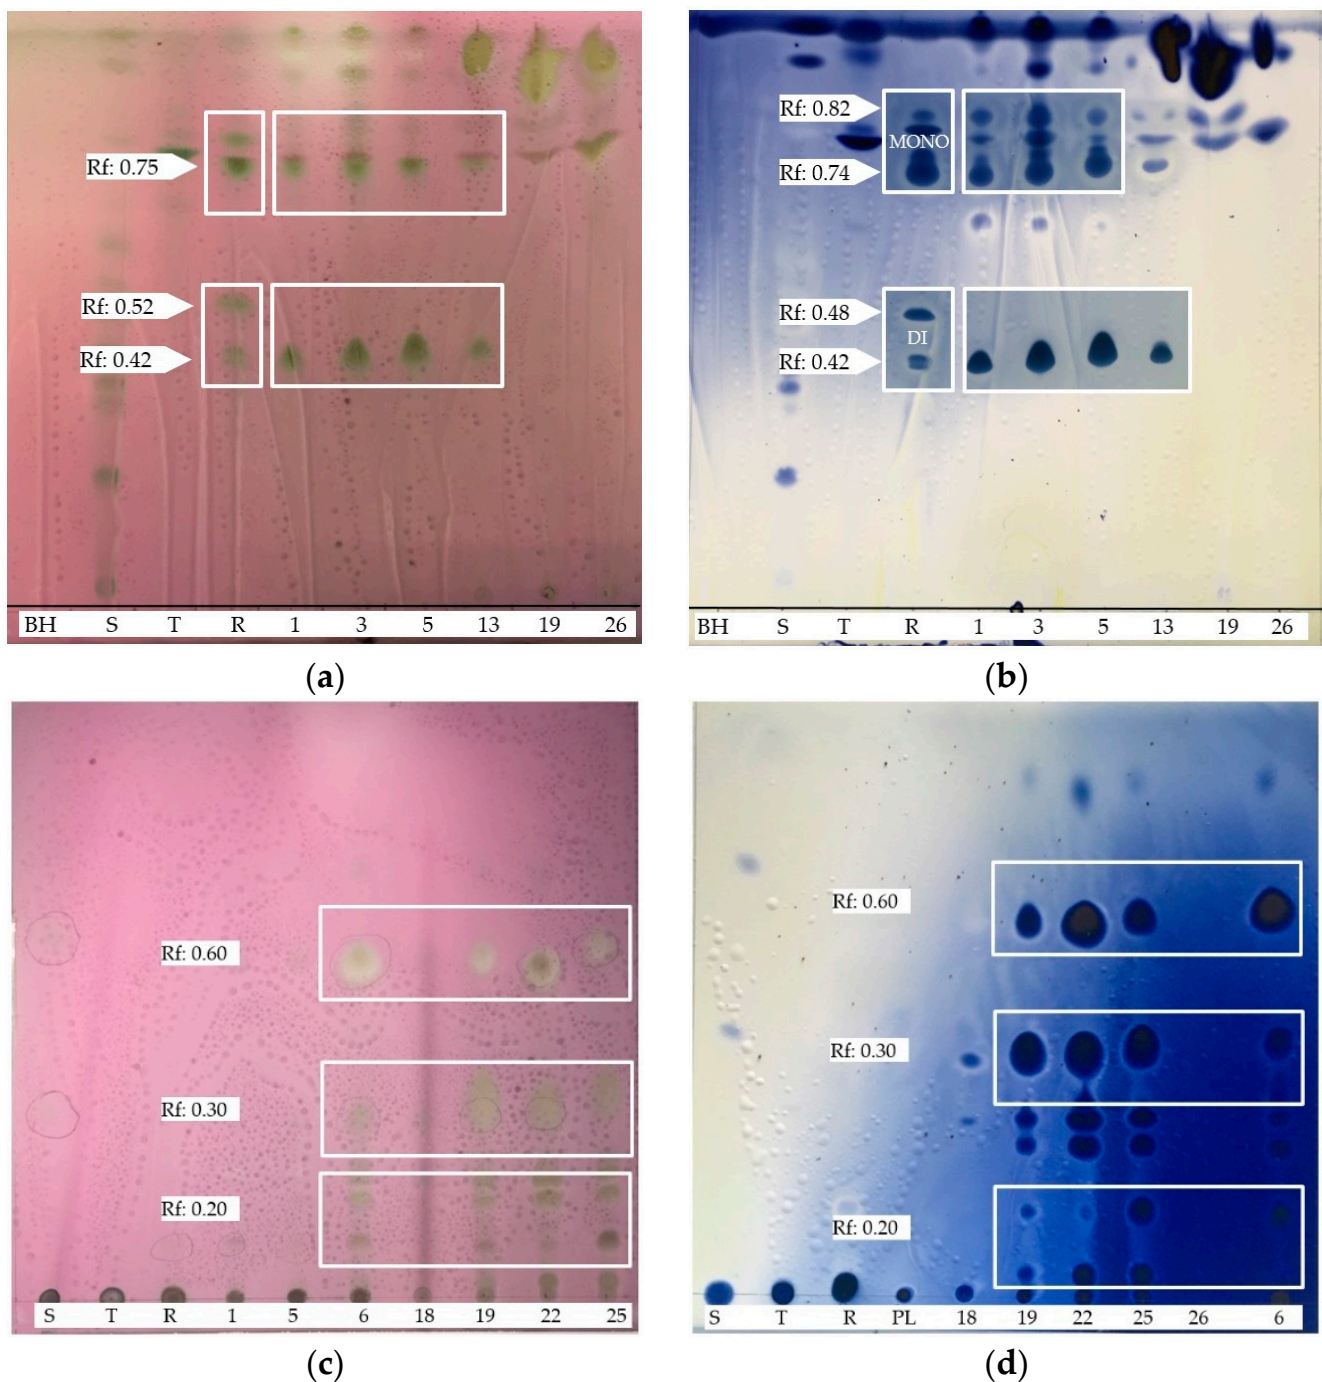 Rf: 0.75
Rf: 0.52
Rf: 0.42
BH S T R 1 3 5 13 19 26
(a)
Rf: 0.82
MONO
Rf: 0.74
Rf: 0.48
DI
Rf: 0.42
BH S T R 1 3 5 13 19 26
(b)
Rf: 0.60
Rf: 0.30
Rf: 0.20
S T R 1 5 6 18 19 22 25
(c)
Rf: 0.60
Rf: 0.30
Rf: 0.20
S T R PL 18 19 22 25 26 6
(d)